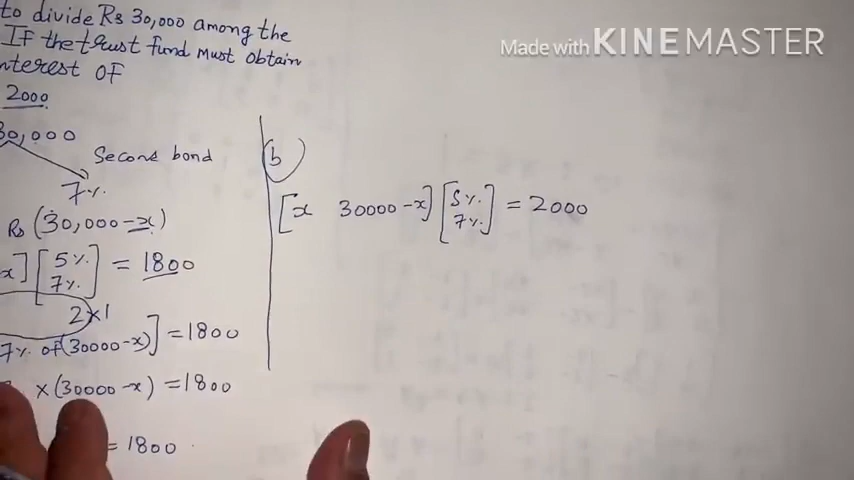 to divide Rs 30,000 among the
IF the trust fund must obtain
nterest of
2000
30,000
Second bond
7%
Rs (30,000-x)
x] [5% 7%] = 1800
2×1
7% of (30000-x)] = 1800
×(30000-x) = 1800
= 1800
b
[x 30000-x] [5% 7%] = 2000
Made with KINEMASTER